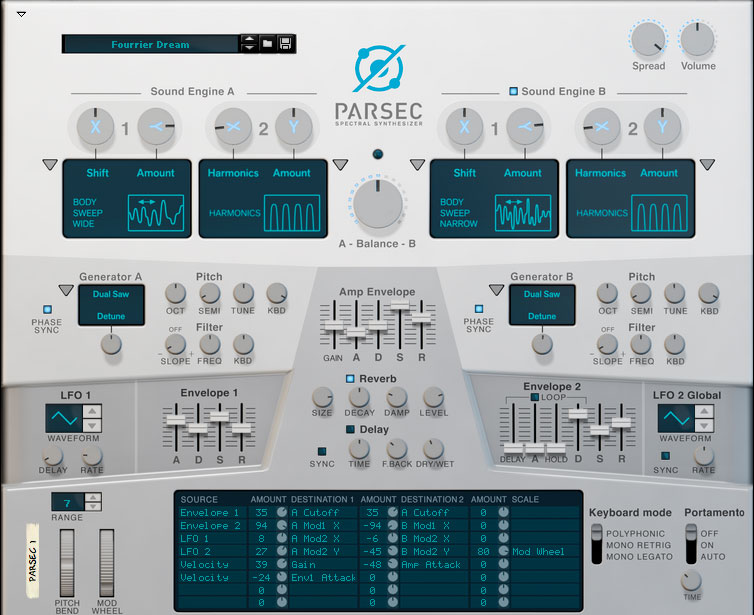 Fourrier Dream
Spread
Volume
Sound Engine A
Sound Engine B
X 1 Y X 2 Y
PARSEC
SPECTRAL SYNTHESIZER
X 1 Y X 2 Y
Shift Amount
BODY
SWEEP
WIDE
Harmonics Amount
HARMONICS
A - Balance - B
Shift Amount
BODY
SWEEP
NARROW
Harmonics Amount
HARMONICS
Generator A
Dual Saw
Detune
PHASE
SYNC
Pitch
OCT SEMI TUNE KBD
OFF
Filter
- SLOPE + FREQ KBD
Amp Envelope
GAIN A D S R
Generator B
Dual Saw
Detune
PHASE
SYNC
Pitch
OCT SEMI TUNE KBD
OFF
Filter
- SLOPE + FREQ KBD
LFO 1
WAVEFORM
DELAY RATE
Envelope 1
A D S R
Reverb
SIZE DECAY DAMP LEVEL
Delay
SYNC TIME F.BACK DRY/WET
Envelope 2
LOOP
DELAY A HOLD D S R
LFO 2 Global
WAVEFORM
SYNC RATE
7
RANGE
PARSEC 1
PITCH
BEND
MOD
WHEEL
SOURCE AMOUNT DESTINATION 1 AMOUNT DESTINATION 2 AMOUNT SCALE
Envelope 1 35 A Cutoff 35 A Cutoff 0
Envelope 2 94 A Mod1 X -94 B Mod1 X 0
LFO 1 8 A Mod2 X -6 B Mod2 X 0
LFO 2 27 A Mod2 Y -45 B Mod2 Y 80 Mod Wheel
Velocity 39 Gain -48 Amp Attack 0
Velocity -24 Env1 Attack 0 0
0 0 0
0 0 0
Keyboard mode
POLYPHONIC
MONO RETRIG
MONO LEGATO
Portamento
OFF
ON
AUTO
TIME